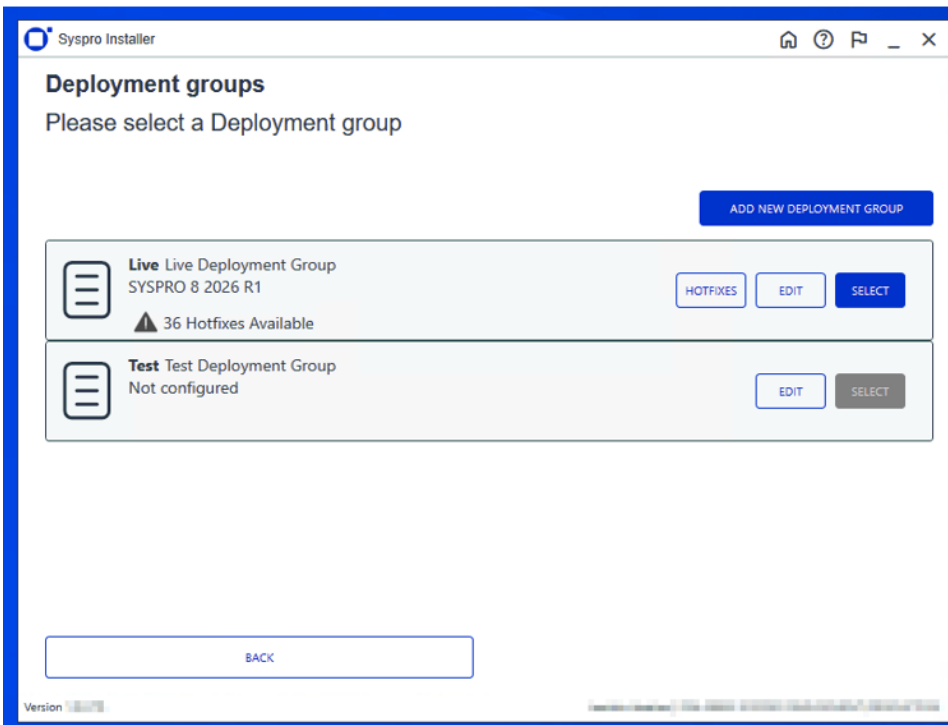 Syspro Installer
Deployment groups
Please select a Deployment group
ADD NEW DEPLOYMENT GROUP
Live Live Deployment Group
SYSPRO 8 2026 R1
36 Hotfixes Available
HOTFIXES
EDIT
SELECT
Test Test Deployment Group
Not configured
EDIT
SELECT
BACK
Version